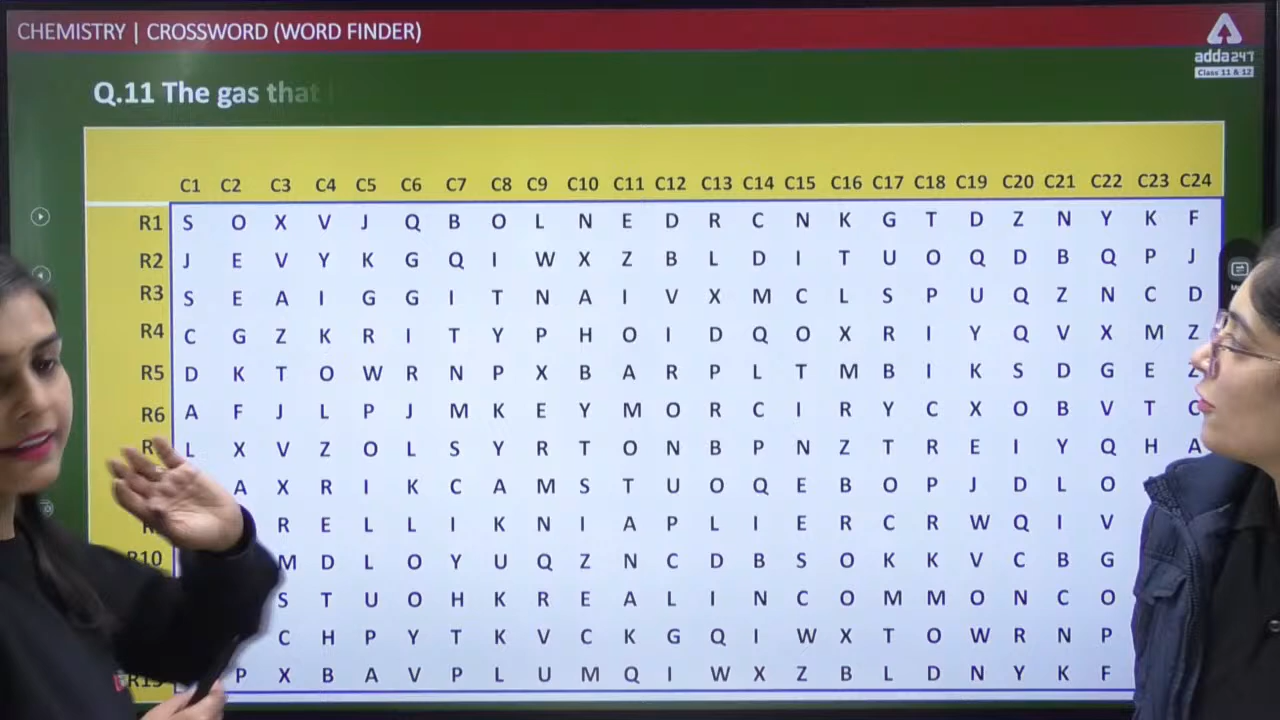 CHEMISTRY | CROSSWORD (WORD FINDER)
adda247
Class 11 & 12
Q.11 The gas that
C1 C2 C3 C4 C5 C6 C7 C8 C9 C10 C11 C12 C13 C14 C15 C16 C17 C18 C19 C20 C21 C22 C23 C24
R1 S O X V J Q B O L N E D R C N K G T D Z N Y K F
R2 J E V Y K G Q I W X Z B L D I T U O Q D B Q P J
R3 S E A I G G I T N A I V X M C L S P U Q Z N C D
R4 C G Z K R I T Y P H O I D Q O X R I Y Q V X M Z
R5 D K T O W R N P X B A R P L T M B I K S D G E Z
R6 A F J L P J M K E Y M O R C I R Y C X O B V T C
R L X V Z O L S Y R T O N B P N Z T R E I Y Q H A
A X R I K C A M S T U O Q E B O P J D L O
R E L L I K N I A P L I E R C R W Q I V
R10 M D L O Y U Q Z N C D B S O K K V C B G
S T U O H K R E A L I N C O M M O N C O
C H P Y T K V C K G Q I W X T O W R N P
R13 P X B A V P L U M Q I W X Z B L D N Y K F